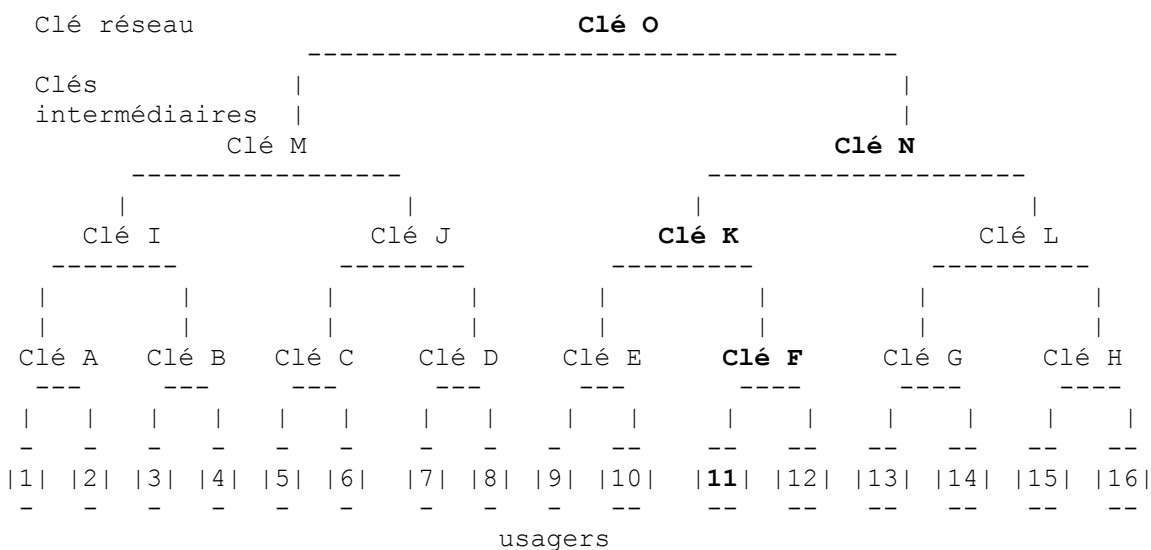 Clé réseau Clé O
Clés
intermédiaires
Clé M Clé N
Clé I Clé J Clé K Clé L
Clé A Clé B Clé C Clé D Clé E Clé F Clé G Clé H
|1| |2| |3| |4| |5| |6| |7| |8| |9| |10| |11| |12| |13| |14| |15| |16|
usagers